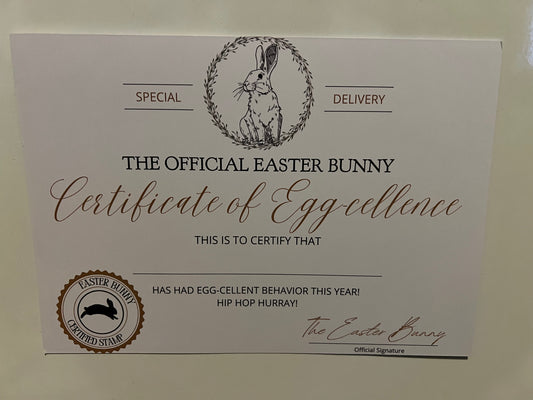 SPECIAL
DELIVERY
THE OFFICIAL EASTER BUNNY
Certificate of Egg-cellence
THIS IS TO CERTIFY THAT
HAS HAD EGG-CELLENT BEHAVIOR THIS YEAR!
HIP HOP HURRAY!
EASTER BUNNY
CERTIFIED STAMP
The Easter Bunny
Official Signature